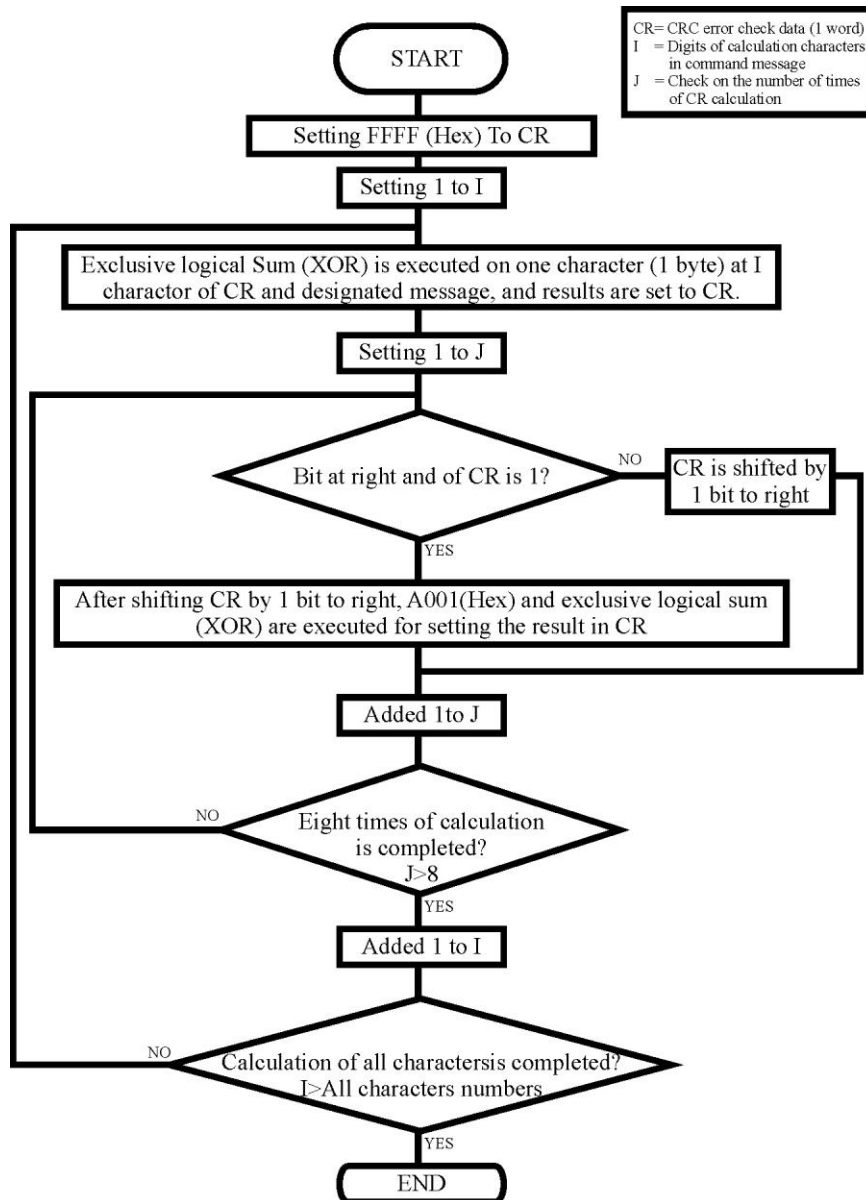 CR= CRC error check data (1 word)
I = Digits of calculation characters
in command message
J = Check on the number of times
of CR calculation
START
Setting FFFF (Hex) To CR
Setting 1 to I
Exclusive logical Sum (XOR) is executed on one character (1 byte) at I
charactor of CR and designated message, and results are set to CR.
Setting 1 to J
Bit at right and of CR is 1?
NO
CR is shifted by
1 bit to right
YES
After shifting CR by 1 bit to right, A001(Hex) and exclusive logical sum
(XOR) are executed for setting the result in CR
Added 1to J
NO
Eight times of calculation
is completed?
J>8
YES
Added 1 to I
NO
Calculation of all charactersis completed?
I>All characters numbers
YES
END